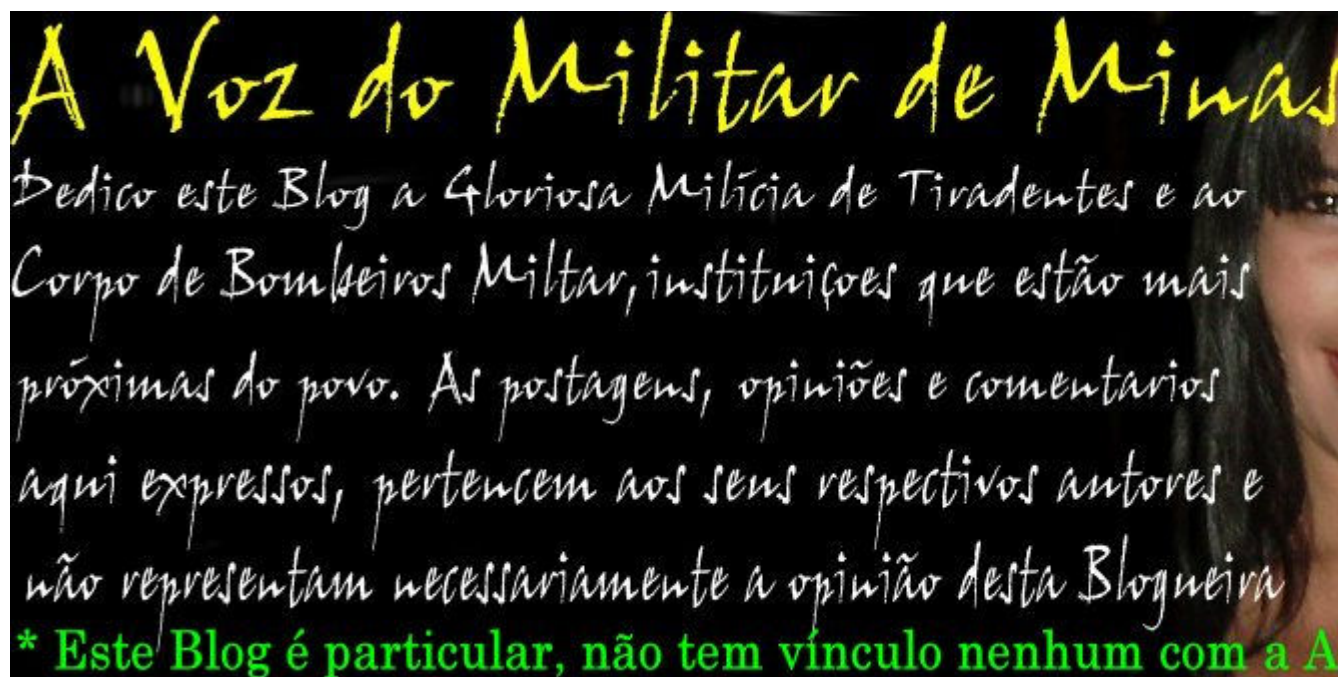 A Voz do Militar de Minas
Dedico este Blog a Gloriosa Milícia de Tiradentes e ao
Corpo de Bombeiros Miltar, instituiçoes que estão mais
próximas do povo. As postagens, opiniões e comentarios
aqui expressos, pertencem aos seus respectivos autores e
não representam necessariamente a opinião desta Blogueira
* Este Blog é particular, não tem vínculo nenhum com a A